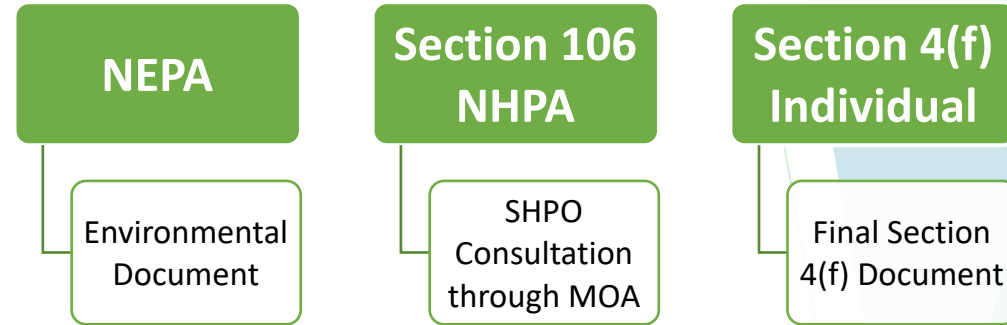 NEPA
Environmental
Document
Section 106
NHPA
SHPO
Consultation
through MOA
Section 4(f)
Individual
Final Section
4(f) Document